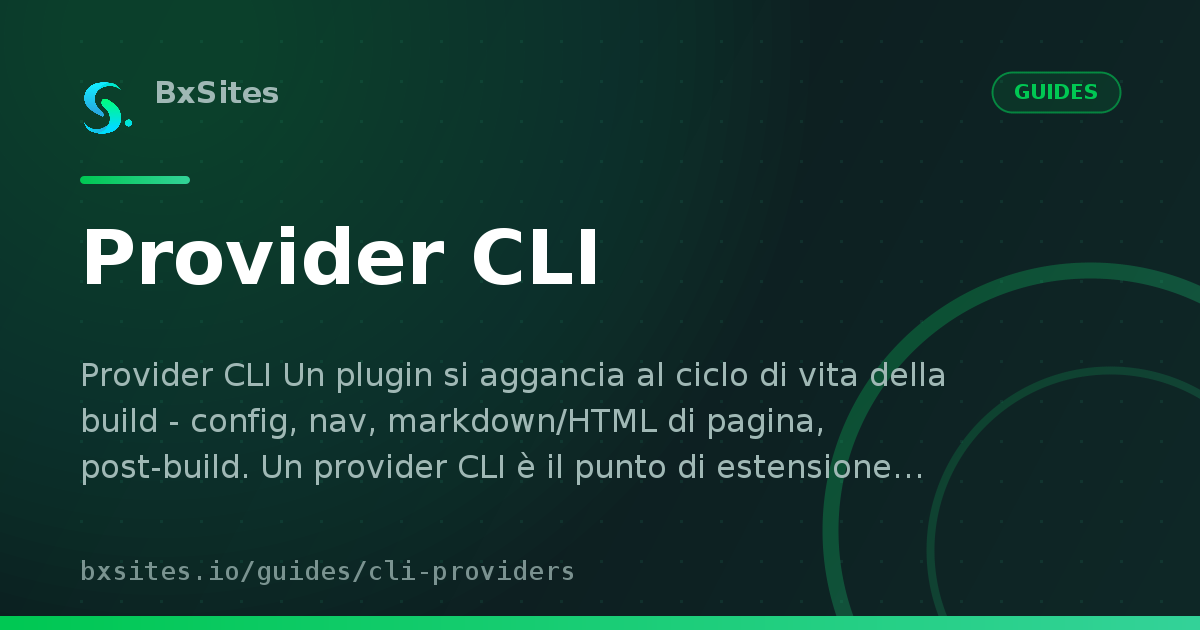 BxSites
GUIDES
Provider CLI
Provider CLI Un plugin si aggancia al ciclo di vita della
build - config, nav, markdown/HTML di pagina,
post-build. Un provider CLI è il punto di estensione…
bxsites.io/guides/cli-providers